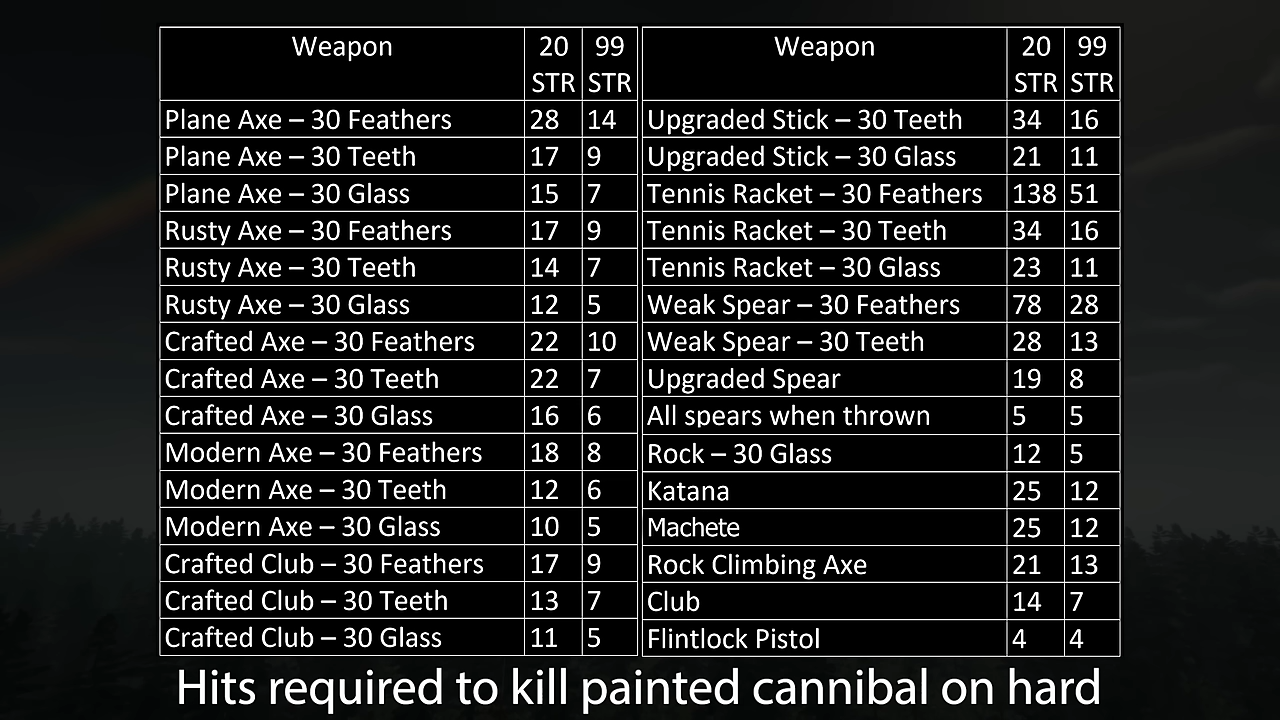 Weapon 20 STR 99 STR
Plane Axe – 30 Feathers 28 14
Plane Axe – 30 Teeth 17 9
Plane Axe – 30 Glass 15 7
Rusty Axe – 30 Feathers 17 9
Rusty Axe – 30 Teeth 14 7
Rusty Axe – 30 Glass 12 5
Crafted Axe – 30 Feathers 22 10
Crafted Axe – 30 Teeth 22 7
Crafted Axe – 30 Glass 16 6
Modern Axe – 30 Feathers 18 8
Modern Axe – 30 Teeth 12 6
Modern Axe – 30 Glass 10 5
Crafted Club – 30 Feathers 17 9
Crafted Club – 30 Teeth 13 7
Crafted Club – 30 Glass 11 5
Weapon 20 STR 99 STR
Upgraded Stick – 30 Teeth 34 16
Upgraded Stick – 30 Glass 21 11
Tennis Racket – 30 Feathers 138 51
Tennis Racket – 30 Teeth 34 16
Tennis Racket – 30 Glass 23 11
Weak Spear – 30 Feathers 78 28
Weak Spear – 30 Teeth 28 13
Upgraded Spear 19 8
All spears when thrown 5 5
Rock – 30 Glass 12 5
Katana 25 12
Machete 25 12
Rock Climbing Axe 21 13
Club 14 7
Flintlock Pistol 4 4
Hits required to kill painted cannibal on hard